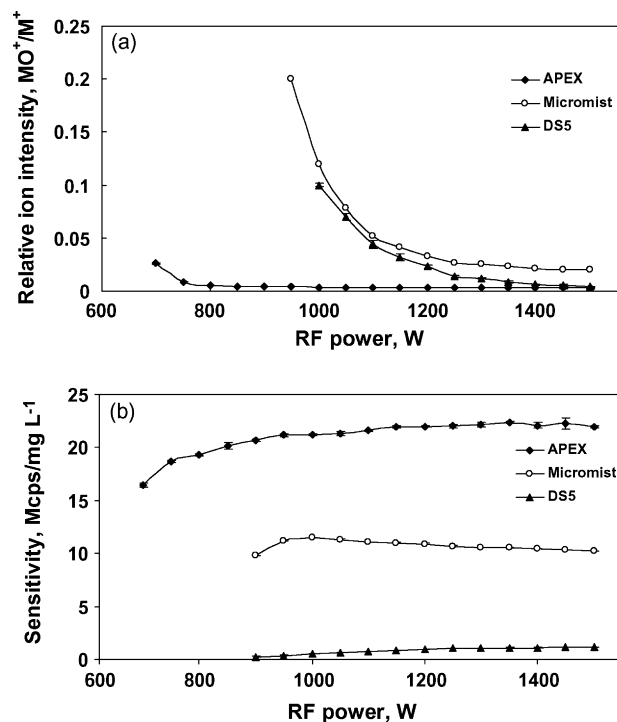 (a)
0.25
0.2
0.15
0.1
0.05
0
Relative ion intensity, MO⁺/M⁺
APEX
Micromist
DS5
600 800 1000 1200 1400
RF power, W
(b)
25
20
15
10
5
0
Sensitivity, Mcps/mg L⁻¹
APEX
Micromist
DS5
600 800 1000 1200 1400
RF power, W